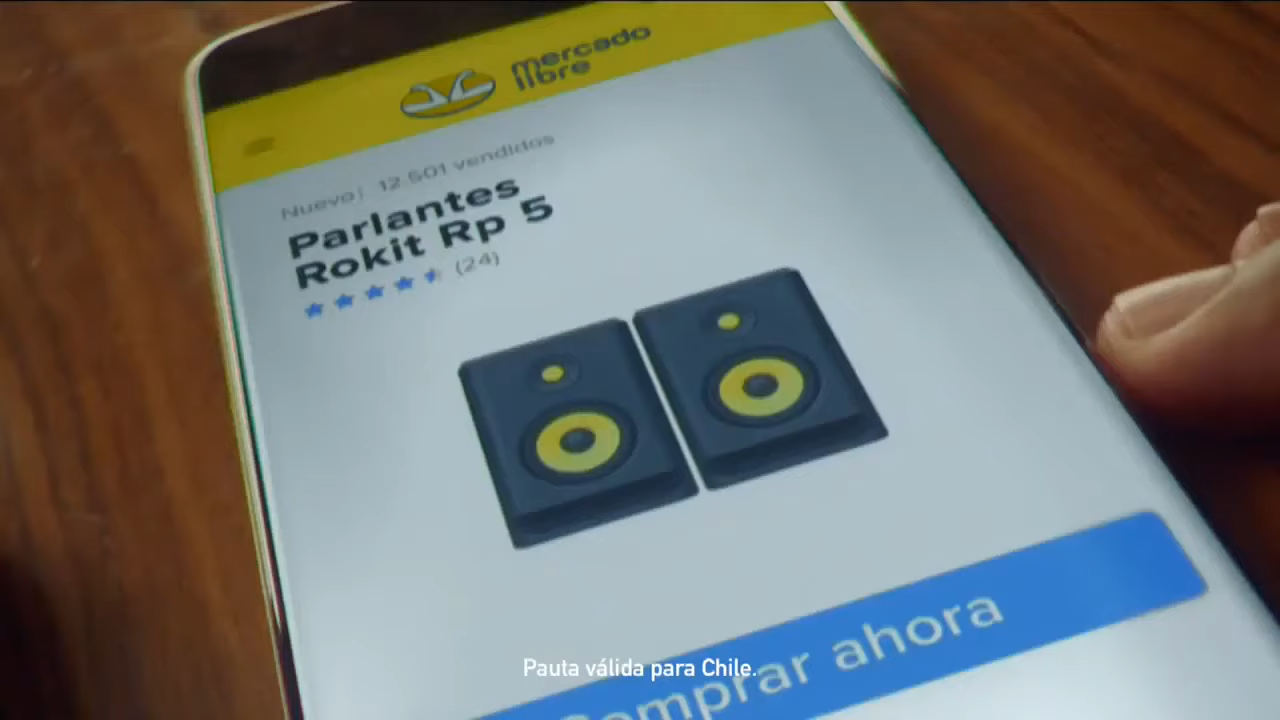 mercado
libre
Nuevo| 12.501 vendidos
Parlantes
Rokit Rp 5
(24)
Comprar ahora
Pauta válida para Chile.